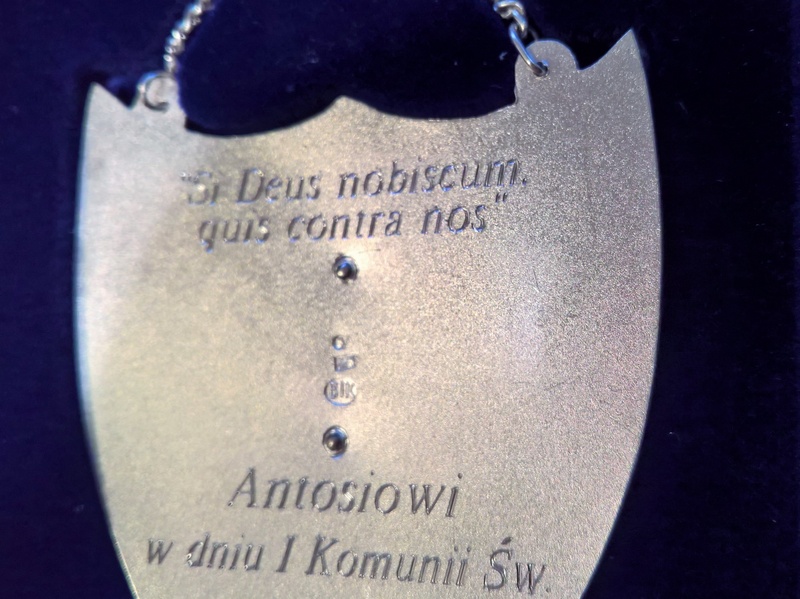 "Si Deus nobiscum.
quis contra nos"
Antosiowi
w dniu I Komunii Św.